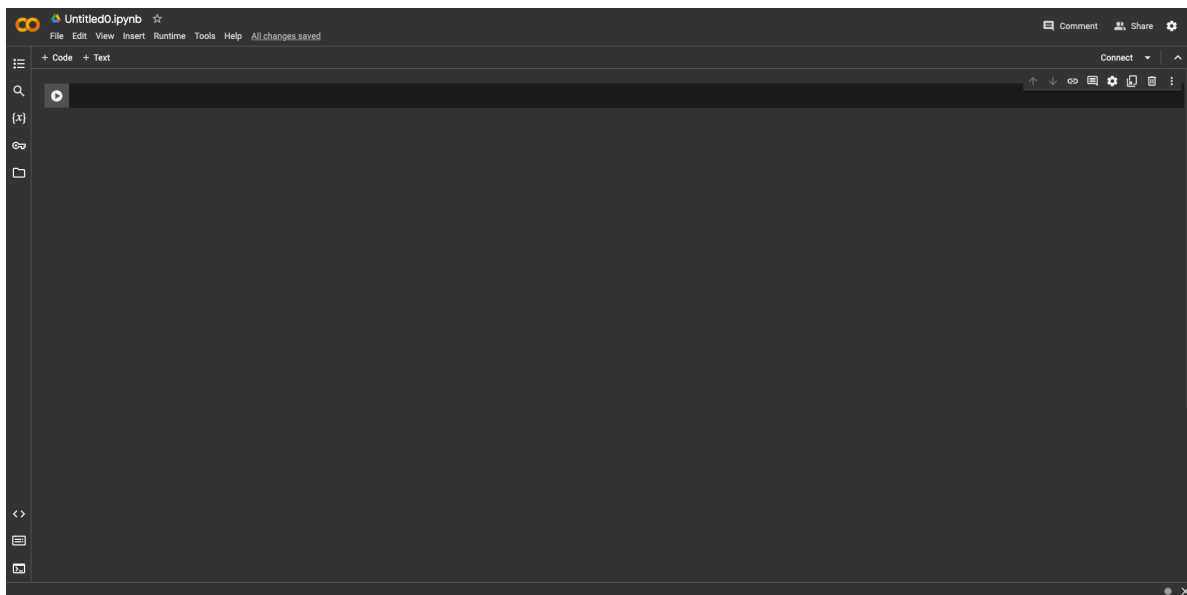 Untitled0.ipynb
File Edit View Insert Runtime Tools Help All changes saved
Comment Share
+ Code + Text
Connect
{x}